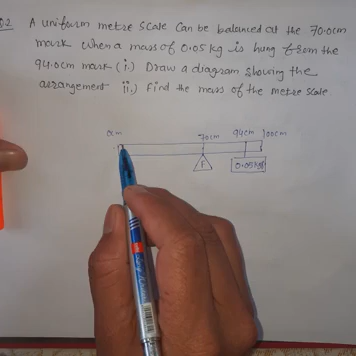 Q2 A uniform metre scale can be balanced at the 70.0cm
mark when a mass of 0.05 kg is hung from the
94.0cm mark (i.) Draw a diagram showing the
arrangement (ii.) Find the mass of the metre scale.
0cm 70cm 94cm 100cm
F 0.05kgf